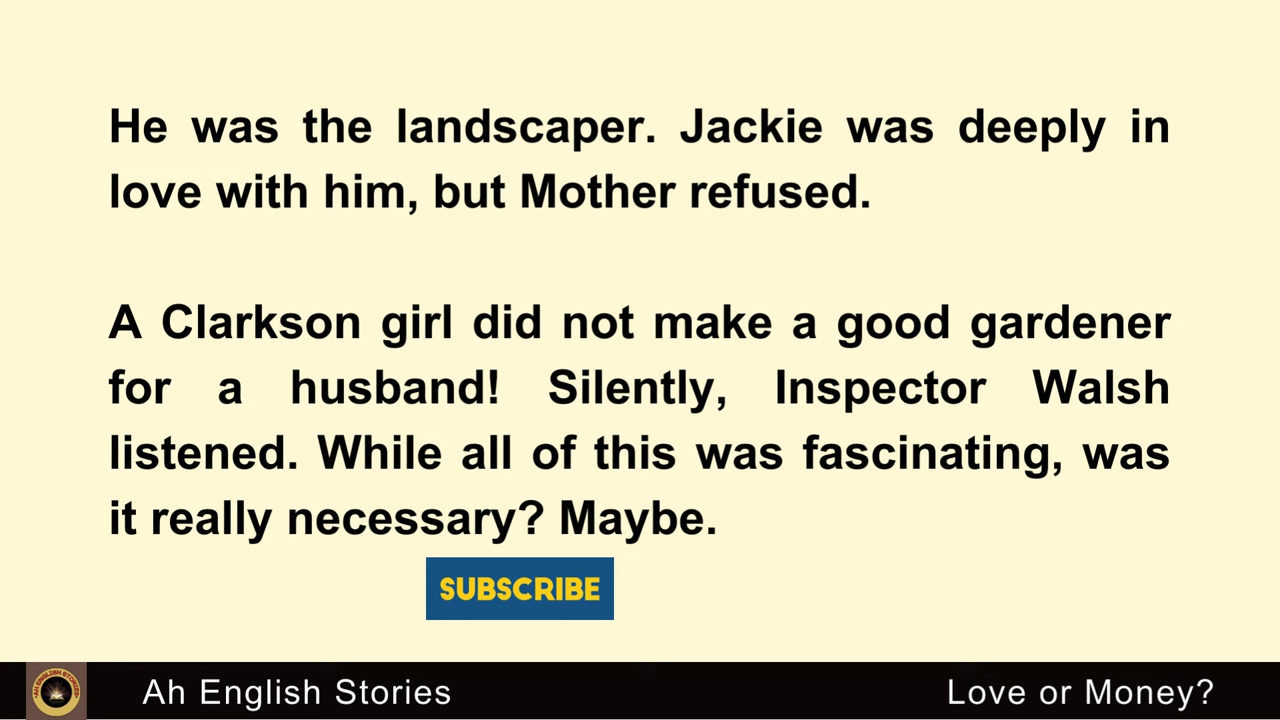 He was the landscaper. Jackie was deeply in
love with him, but Mother refused.
A Clarkson girl did not make a good gardener
for a husband! Silently, Inspector Walsh
listened. While all of this was fascinating, was
it really necessary? Maybe.
SUBSCRIBE
Ah English Stories
Love or Money?